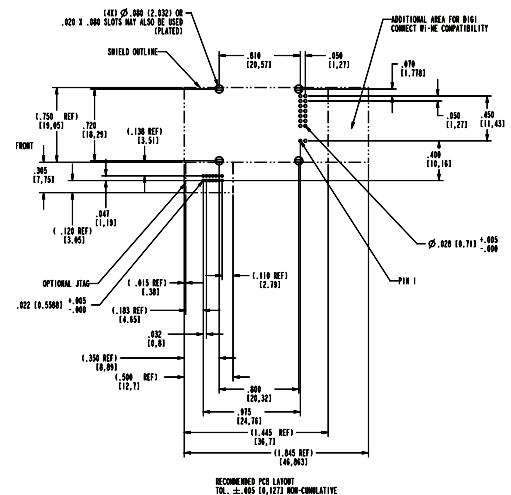 (4X) Ø .080 (2.032) OR
.020 X .080 SLOTS MAY ALSO BE USED
(PLATED)
ADDITIONAL AREA FOR DIGI
CONNECT WI-ME COMPATIBILITY
SHIELD OUTLINE
.810
[20,57]
.050
[1,27]
.070
[1,778]
(.750 REF)
[19,05]
.720
[18,29]
(.138 REF)
[3,51]
.050
[1,27]
.450
[11,43]
FRONT
.400
[10,16]
.305
[7,75]
.047
[1,19]
(.120 REF)
[3,05]
Ø .028 [0,71] +.005
-.000
OPTIONAL JTAG
(.015 REF)
[.38]
(.110 REF)
[2,79]
PIN 1
.022 [0.5588] +.005
-.000
(.183 REF)
[4,65]
.032
[0,8]
(.350 REF)
[8,89]
(.500 REF)
[12,7]
.800
[20,32]
.975
[24,76]
(1.445 REF)
[36,7]
(1.845 REF)
[46,863]
RECOMMENDED PCB LAYOUT
TOL. ±.005 [0,127] NON-CUMULATIVE